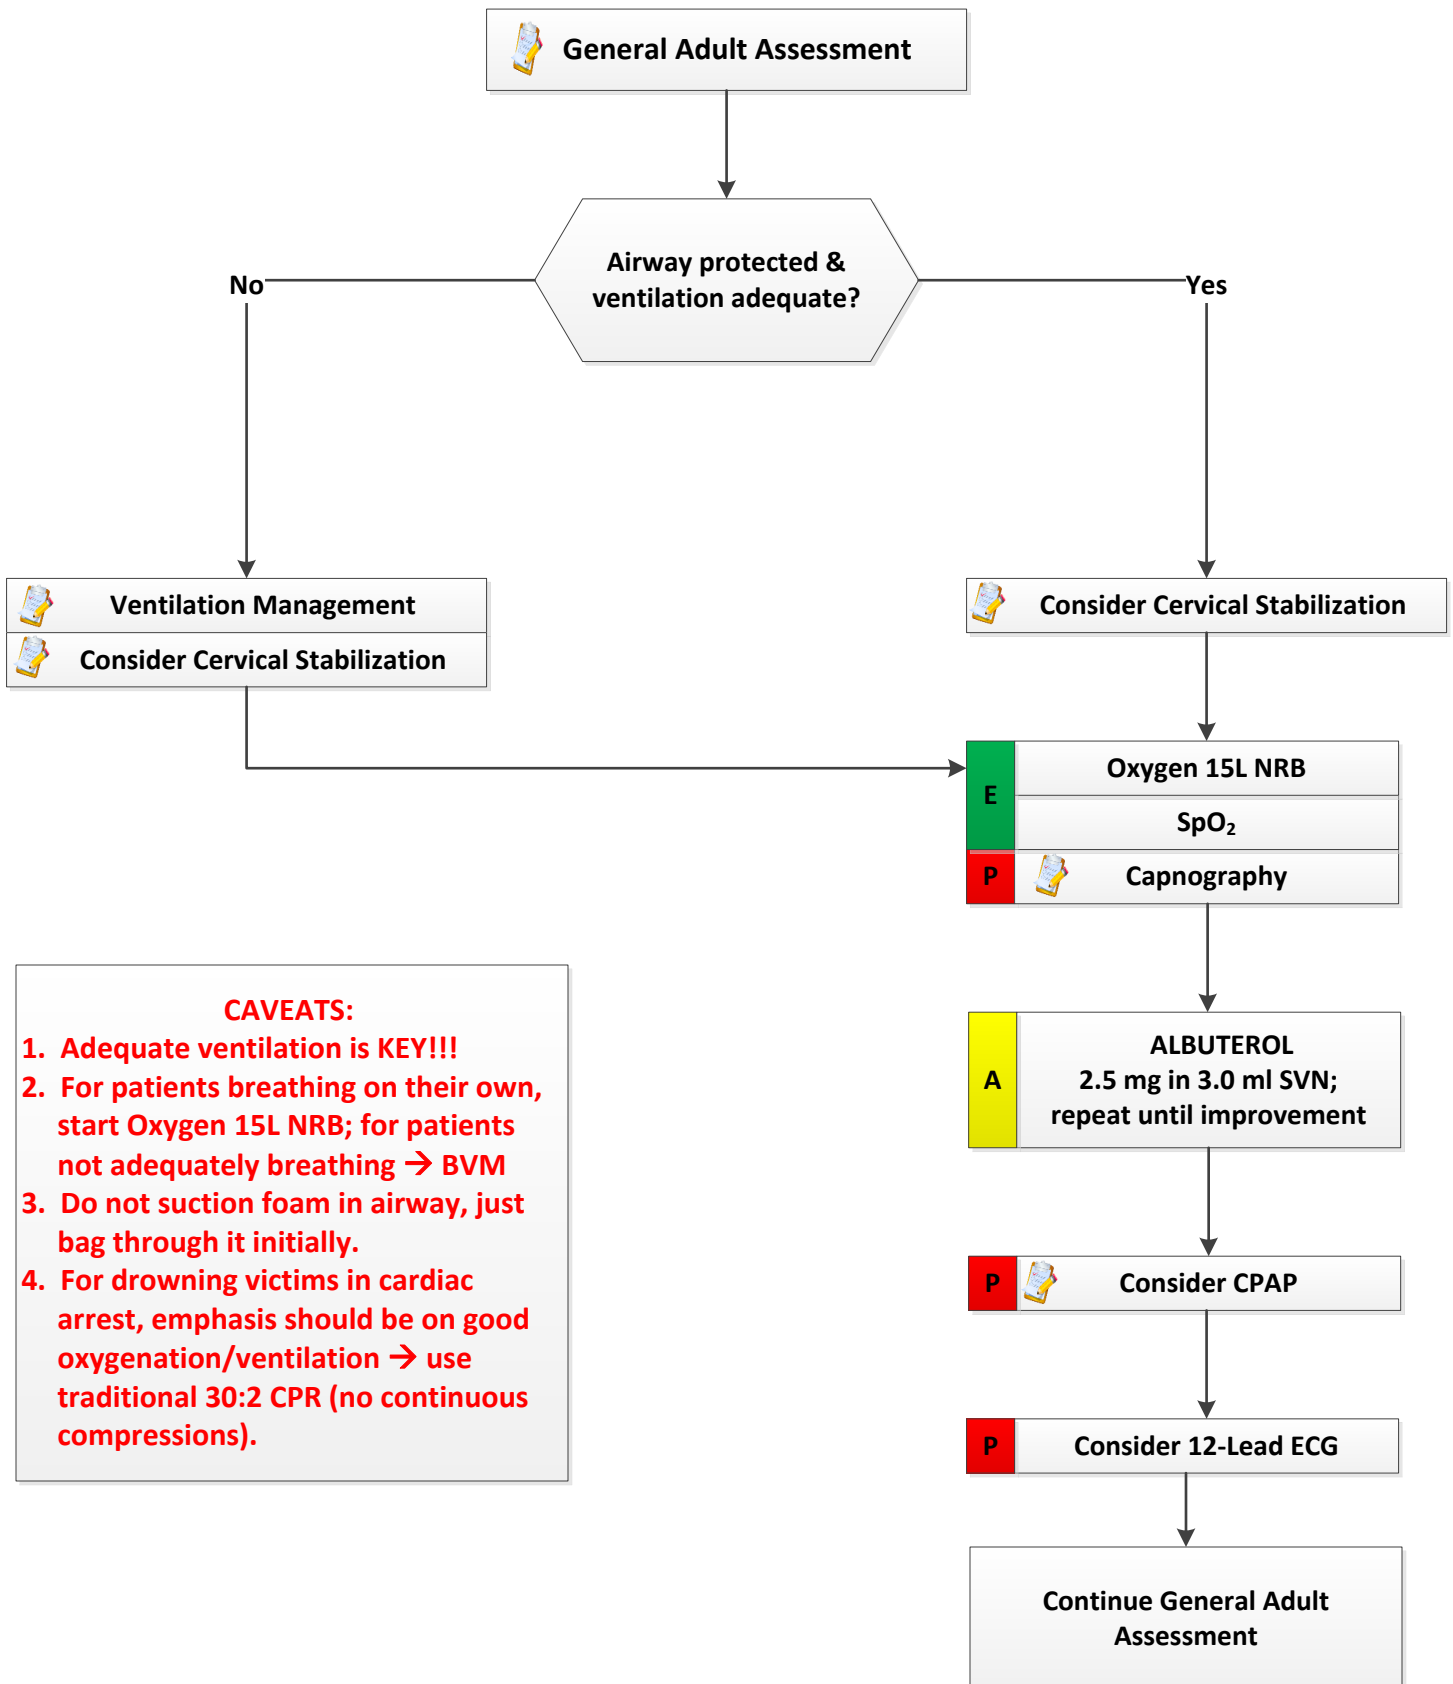 General Adult Assessment
Airway protected &
ventilation adequate?
No
Yes
Ventilation Management
Consider Cervical Stabilization
Consider Cervical Stabilization
E
Oxygen 15L NRB
SpO₂
P
Capnography
A
ALBUTEROL
2.5 mg in 3.0 ml SVN;
repeat until improvement
P
Consider CPAP
P
Consider 12-Lead ECG
Continue General Adult
Assessment
CAVEATS:
1. Adequate ventilation is KEY!!!
2. For patients breathing on their own,
start Oxygen 15L NRB; for patients
not adequately breathing → BVM
3. Do not suction foam in airway, just
bag through it initially.
4. For drowning victims in cardiac
arrest, emphasis should be on good
oxygenation/ventilation → use
traditional 30:2 CPR (no continuous
compressions).